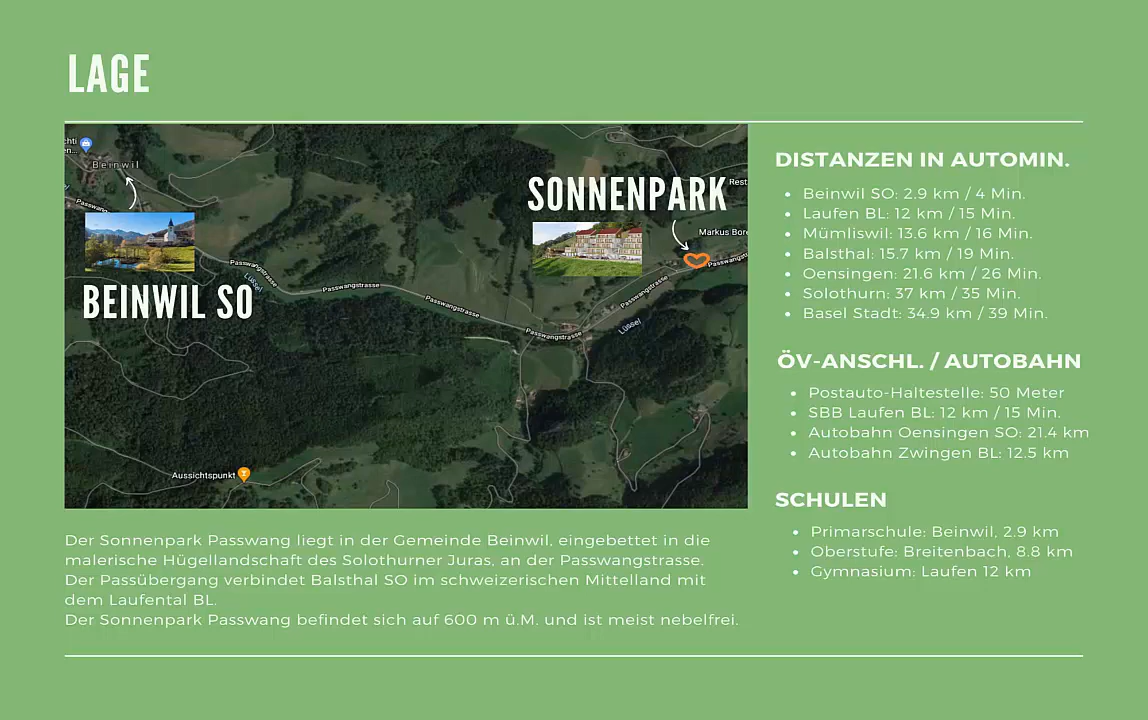 LAGE
chti
en...
Beinwil
Passwang
BEINWIL SO
Passwangstrasse
Lüssel
Passwangstrasse
Passwangstrasse
Passwangstrasse
Passwangstrasse
Lüssel
SONNENPARK
Rest
Markus Bor
Passwangs
Aussichtspunkt
Der Sonnenpark Passwang liegt in der Gemeinde Beinwil, eingebettet in die
malerische Hügellandschaft des Solothurner Juras, an der Passwangstrasse.
Der Passübergang verbindet Balsthal SO im schweizerischen Mittelland mit
dem Laufental BL.
Der Sonnenpark Passwang befindet sich auf 600 m ü.M. und ist meist nebelfrei.
DISTANZEN IN AUTOMIN.
• Beinwil SO: 2.9 km / 4 Min.
• Laufen BL: 12 km / 15 Min.
• Mümliswil: 13.6 km / 16 Min.
• Balsthal: 15.7 km / 19 Min.
• Oensingen: 21.6 km / 26 Min.
• Solothurn: 37 km / 35 Min.
• Basel Stadt: 34.9 km / 39 Min.
ÖV-ANSCHL. / AUTOBAHN
• Postauto-Haltestelle: 50 Meter
• SBB Laufen BL: 12 km / 15 Min.
• Autobahn Oensingen SO: 21.4 km
• Autobahn Zwingen BL: 12.5 km
SCHULEN
• Primarschule: Beinwil, 2.9 km
• Oberstufe: Breitenbach, 8.8 km
• Gymnasium: Laufen 12 km